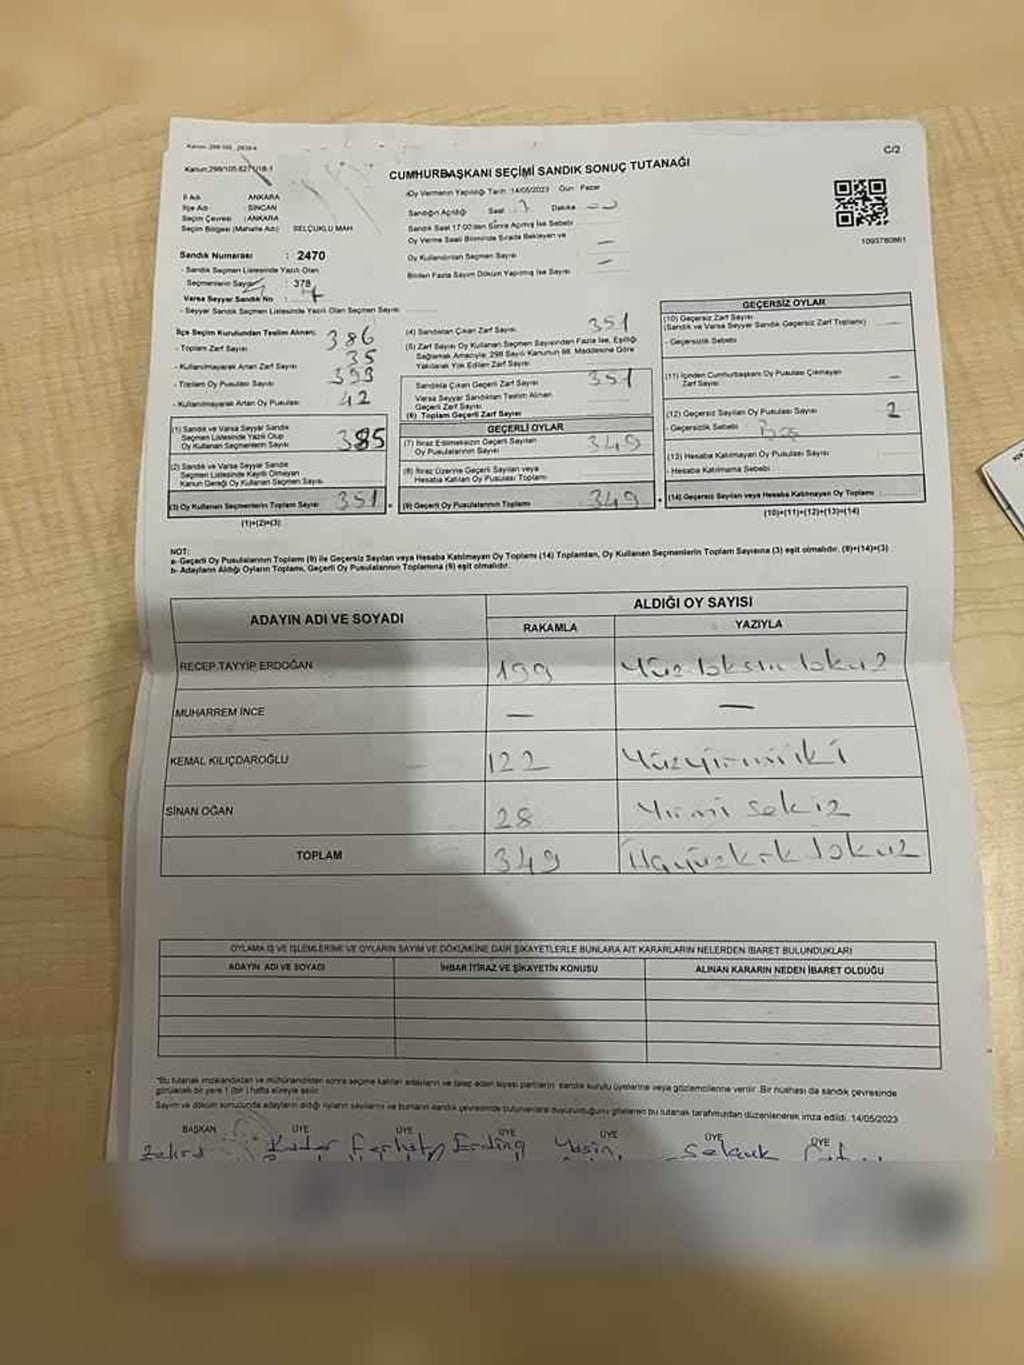 C/2
CUMHURBAŞKANI SEÇİMİ SANDIK SONUÇ TUTANAĞI
İl Adı : ANKARA
İlçe Adı : SİNCAN
Seçim Çevresi : ANKARA
Seçim Bölgesi (Mahalle Adı) SELÇUKLU MAH
Sandık Numarası : 2470
- Sandık Seçmen Listesinde Yazılı Olan
Seçmenlerin Sayısı : 378
Varsa Seyyar Sandık No :
- Seyyar Sandık Seçmen Listesinde Yazılı Olan Seçmen Sayısı
Oy Vermenin Yapıldığı Tarih :14/05/2023 Gün : Pazar
Sandığın Açıldığı Saat Dakika
Sandık Saat 17:00'den Sonra Açılmış İse Sebebi
Oy Verme Saati Bitiminde Sırada Bekleyen ve
Oy Kullandırılan Seçmen Sayısı —
Birden Fazla Sayım Döküm Yapılmış İse Sayısı —
1093780861
İlçe Seçim Kurulundan Teslim Alınan:
- Toplam Zarf Sayısı 386
- Kullanılmayarak Artan Zarf Sayısı 35
- Toplam Oy Pusulası Sayısı 393
- Kullanılmayarak Artan Oy Pusulası 42
(1) Sandık ve Varsa Seyyar Sandık
Seçmen Listesinde Yazılı Olup
Oy Kullanan Seçmenlerin Sayısı 385
(2) Sandık ve Varsa Seyyar Sandık
Seçmen Listesinde Kayıtlı Olmayan
Kanun Gereği Oy Kullanan Seçmen Sayısı
(3) Oy Kullanan Seçmenlerin Toplam Sayısı 351
(1)+(2)=(3)
(4) Sandıktan Çıkan Zarf Sayısı 351
(5) Zarf Sayısı Oy Kullanan Seçmen Sayısından Fazla İse, Eşitliği
Sağlamak Amacıyla; 298 Sayılı Kanunun 98. Maddesine Göre
Yakılarak Yok Edilen Zarf Sayısı
Sandıkta Çıkan Geçerli Zarf Sayısı 351
Varsa Seyyar Sandıktan Teslim Alınan
Geçerli Zarf Sayısı
(6) Toplam Geçerli Zarf Sayısı
GEÇERLİ OYLAR
(7) İtiraz Edilmeksizin Geçerli Sayılan
Oy Pusulalarının Toplamı 349
(8) İtiraz Üzerine Geçerli Sayılan veya
Hesaba Katılan Oy Pusulası Toplamı
(9) Geçerli Oy Pusulalarının Toplamı 349
GEÇERSİZ OYLAR
(10) Geçersiz Zarf Sayısı
(Sandık ve Varsa Seyyar Sandık Geçersiz Zarf Toplamı) —
- Geçersizlik Sebebi
(11) İçinden Cumhurbaşkanı Oy Pusulası Çıkmayan
Zarf Sayısı —
(12) Geçersiz Sayılan Oy Pusulası Sayısı 2
- Geçersizlik Sebebi
(13) Hesaba Katılmayan Oy Pusulası Sayısı
- Hesaba Katılmama Sebebi
(14) Geçersiz Sayılan veya Hesaba Katılmayan Oy Toplamı
(10)+(11)+(12)+(13)=(14)
NOT:
a- Geçerli Oy Pusulalarının Toplamı (9) ile Geçersiz Sayılan veya Hesaba Katılmayan Oy Toplamı (14) Toplamları, Oy Kullanan Seçmenlerin Toplam Sayısına (3) eşit olmalıdır. (9)+(14)=(3)
b- Adayların Aldığı Oyların Toplamı, Geçerli Oy Pusulalarının Toplamına (9) eşit olmalıdır.
ADAYIN ADI VE SOYADI ALDIĞI OY SAYISI
RAKAMLA YAZIYLA
RECEP TAYYİP ERDOĞAN 199 Yüz doksan dokuz
MUHARREM İNCE — —
KEMAL KILIÇDAROĞLU 122 Yüzyirmi iki
SİNAN OĞAN 28 Yirmi sekiz
TOPLAM 349 Üçyüzkırk dokuz
OYLAMA İŞ VE İŞLEMLERİNE VE OYLARIN SAYIM VE DÖKÜMÜNE DAİR ŞİKAYETLERLE BUNLARA AİT KARARLARIN NELERDEN İBARET BULUNDUKLARI
ADAYIN ADI VE SOYADI İHBAR İTİRAZ VE ŞİKAYETİN KONUSU ALINAN KARARIN NEDEN İBARET OLDUĞU
*Bu tutanak imzalandıktan ve mühürlendikten sonra seçime katılan adayların ve talep eden siyasi partilerin; sandık kurulu üyelerine veya gözlemcilerine verilir. Bir nüshası da sandık çevresinde
görülecek bir yere 1 (bir) hafta süreyle asılır.
Sayım ve döküm sonucunda adayların aldığı oyların sayılarını ve bunların sandık çevresinde bulunanlara duyurulduğunu gösteren bu tutanak tarafımızdan düzenlenerek imza edildi. 14/05/2023
BAŞKAN ÜYE ÜYE ÜYE ÜYE ÜYE ÜYE
Zehra Kader Ferhat Erdinç Yasin Selçuk